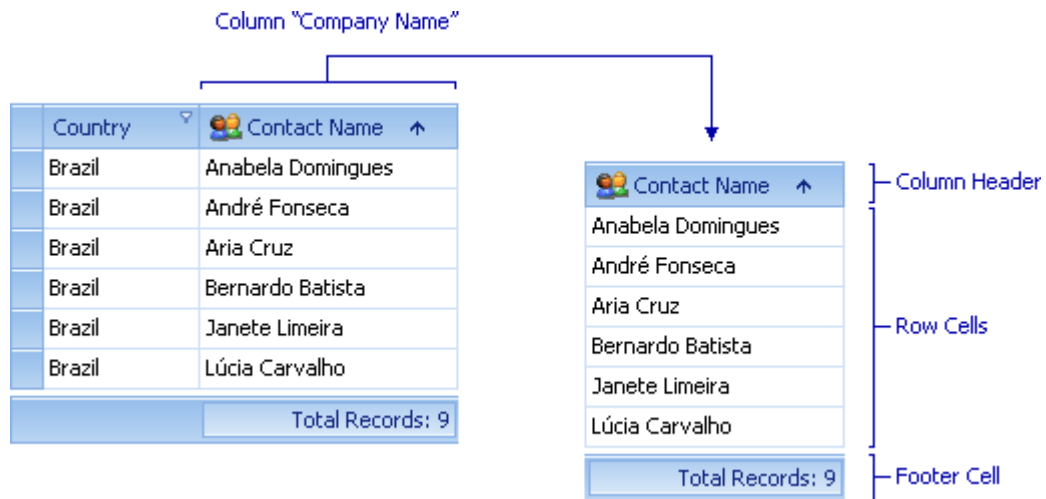 Column "Company Name"
Country Contact Name
Brazil Anabela Domingues
Brazil André Fonseca
Brazil Aria Cruz
Brazil Bernardo Batista
Brazil Janete Limeira
Brazil Lúcia Carvalho
Total Records: 9
Contact Name
Anabela Domingues
André Fonseca
Aria Cruz
Bernardo Batista
Janete Limeira
Lúcia Carvalho
Total Records: 9
Column Header
Row Cells
Footer Cell